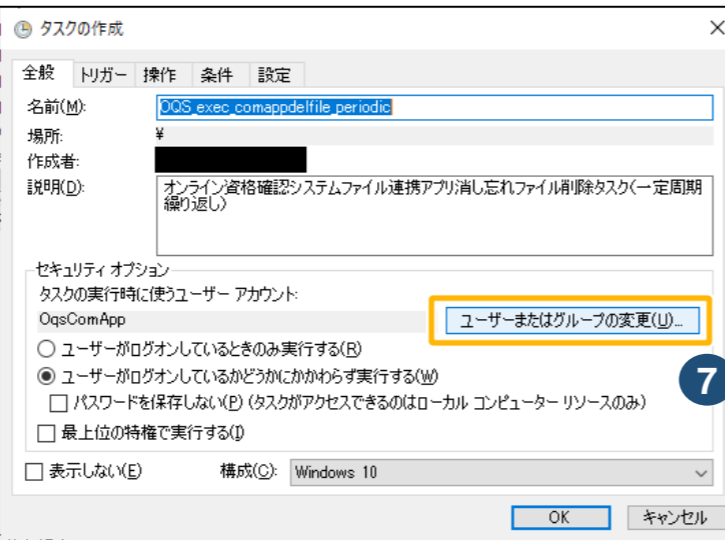 タスクの作成
全般 トリガー 操作 条件 設定
名前(M): OQS_exec_comappdelfile_periodic
場所: ¥
作成者:
説明(D): オンライン資格確認システムファイル連携アプリ消し忘れファイル削除タスク(一定周期
繰り返し)
セキュリティ オプション
タスクの実行時に使うユーザー アカウント:
OqsComApp ユーザーまたはグループの変更(U)...
ユーザーがログオンしているときのみ実行する(R)
ユーザーがログオンしているかどうかにかかわらず実行する(W)
7
パスワードを保存しない(P) (タスクがアクセスできるのはローカル コンピューター リソースのみ)
最上位の特権で実行する(I)
表示しない(E) 構成(C): Windows 10
OK キャンセル